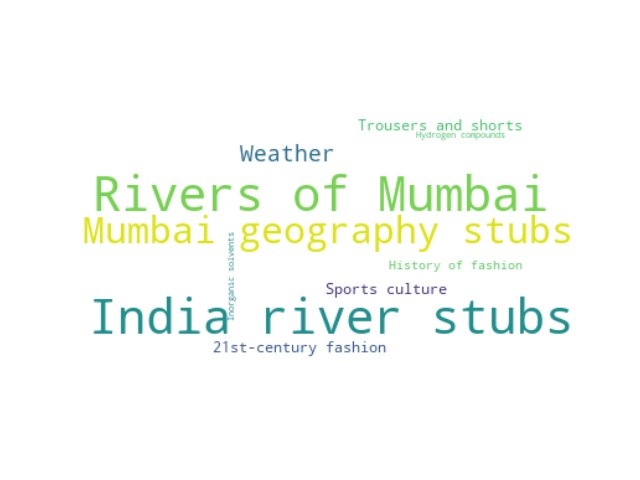 Trousers and shorts
Hydrogen compounds
Weather
Rivers of Mumbai
Mumbai geography stubs
Inorganic solvents
History of fashion
Sports culture
India river stubs
21st-century fashion